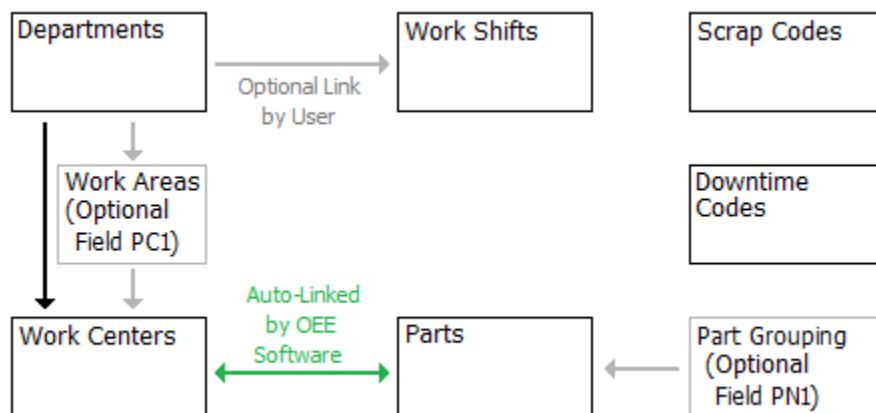 Departments
Work Shifts
Scrap Codes
Optional Link
by User
Work Areas
(Optional
Field PC1)
Downtime
Codes
Auto-Linked
by OEE
Software
Work Centers
Parts
Part Grouping
(Optional
Field PN1)